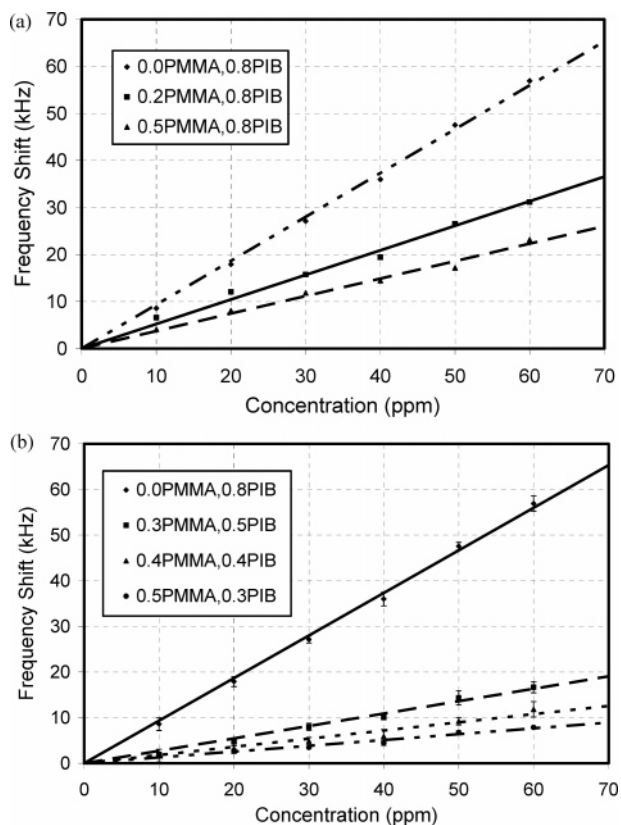 (a)
70
60
50
40
30
20
10
0
Frequency Shift (kHz)
0.0PMMA,0.8PIB
0.2PMMA,0.8PIB
0.5PMMA,0.8PIB
0 10 20 30 40 50 60 70
Concentration (ppm)
(b)
70
60
50
40
30
20
10
0
Frequency Shift (kHz)
0.0PMMA,0.8PIB
0.3PMMA,0.5PIB
0.4PMMA,0.4PIB
0.5PMMA,0.3PIB
0 10 20 30 40 50 60 70
Concentration (ppm)